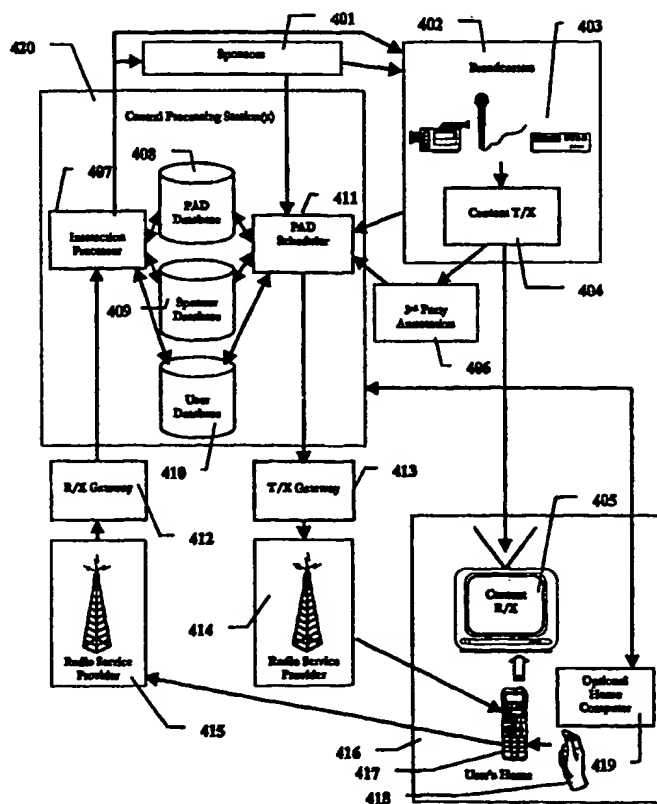 401
402
403
420
Sponsors
Broadcasters
Central Processing Station(s)
408
407
411
PAD
Database
PAD
Scheduler
Content T/X
Interaction
Processor
404
409
Sponsor
Database
3rd Party
Annotation
406
User
Database
410
R/X Gateway
T/X Gateway
413
405
412
Content
R/X
414
Radio Service
Provider
Radio Service
Provider
Optional
Home
Computer
415
416
417
User's Home
419
418